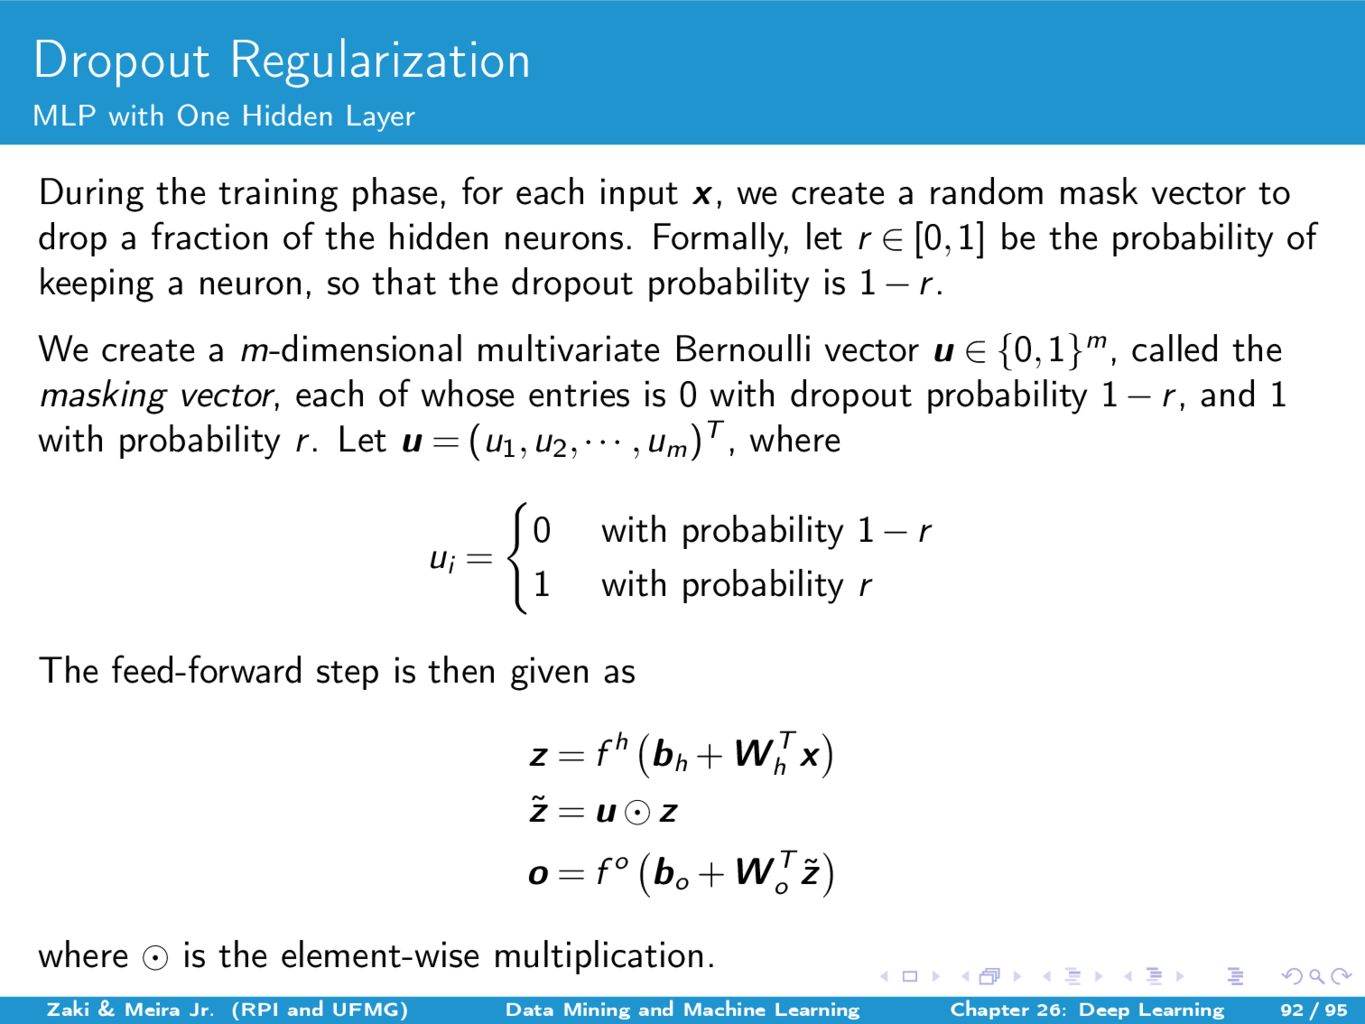 Dropout Regularization
MLP with One Hidden Layer
During the training phase, for each input x, we create a random mask vector to
drop a fraction of the hidden neurons. Formally, let r ∈ [0,1] be the probability of
keeping a neuron, so that the dropout probability is 1 − r.
We create a m-dimensional multivariate Bernoulli vector u ∈ {0,1}^m, called the
masking vector, each of whose entries is 0 with dropout probability 1 − r, and 1
with probability r. Let u = (u_1, u_2, ⋯, u_m)^T, where
u_i = { 0 with probability 1 − r
1 with probability r
The feed-forward step is then given as
z = f^h (b_h + W_h^T x)
z̃ = u ⊙ z
o = f^o (b_o + W_o^T z̃)
where ⊙ is the element-wise multiplication.
Zaki & Meira Jr. (RPI and UFMG) Data Mining and Machine Learning Chapter 26: Deep Learning 92 / 95